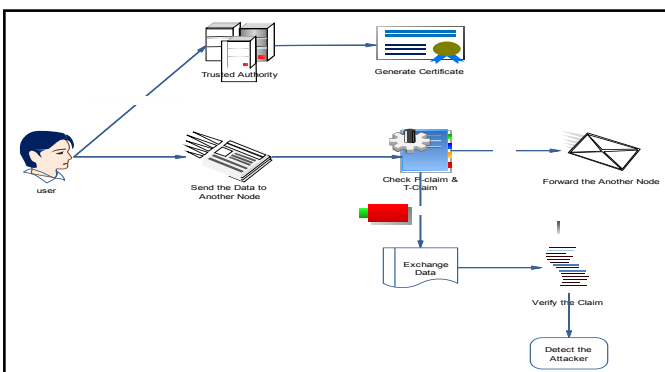 Trusted Authority
Generate Certificate
user
Send the Data to
Another Node
Check P-claim &
T-Claim
Forward the Another Node
Exchange
Data
Verify the Claim
Detect the
Attacker